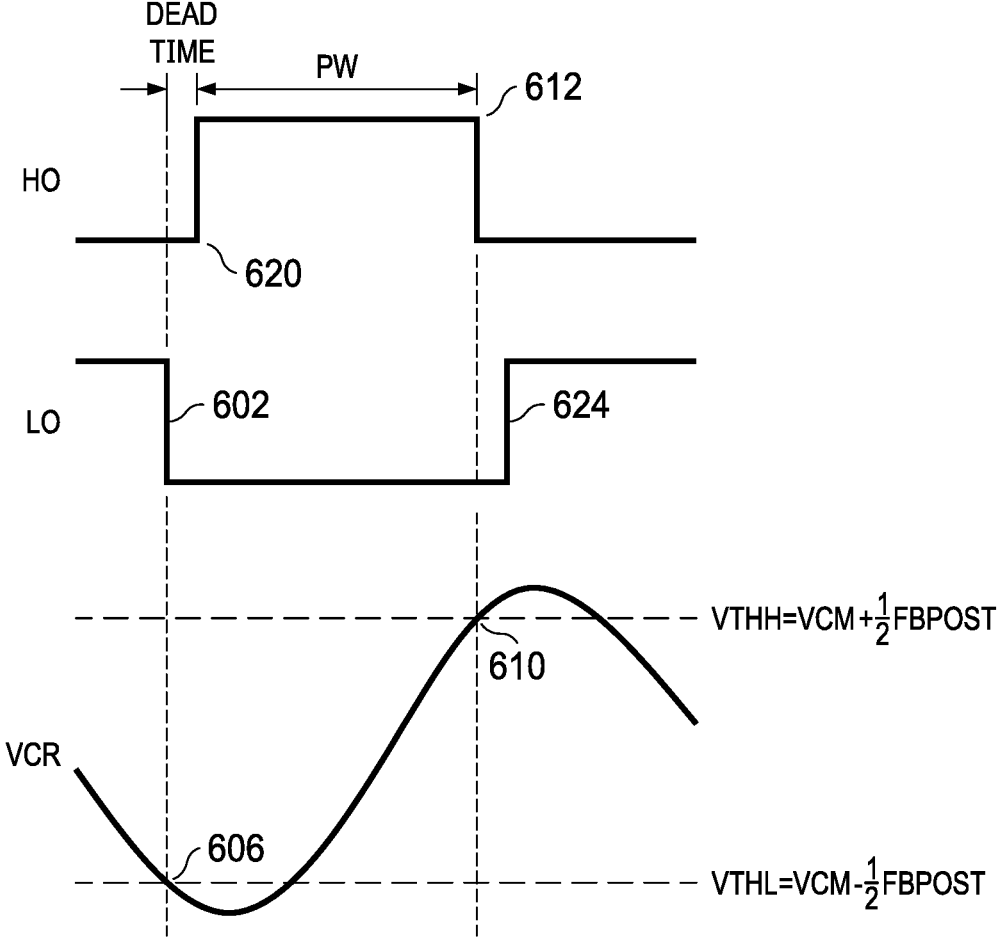 DEAD
TIME
PW
612
HO
620
LO
602
624
VTHH=VCM+1/2FBPOST
610
VCR
606
VTHL=VCM-1/2FBPOST